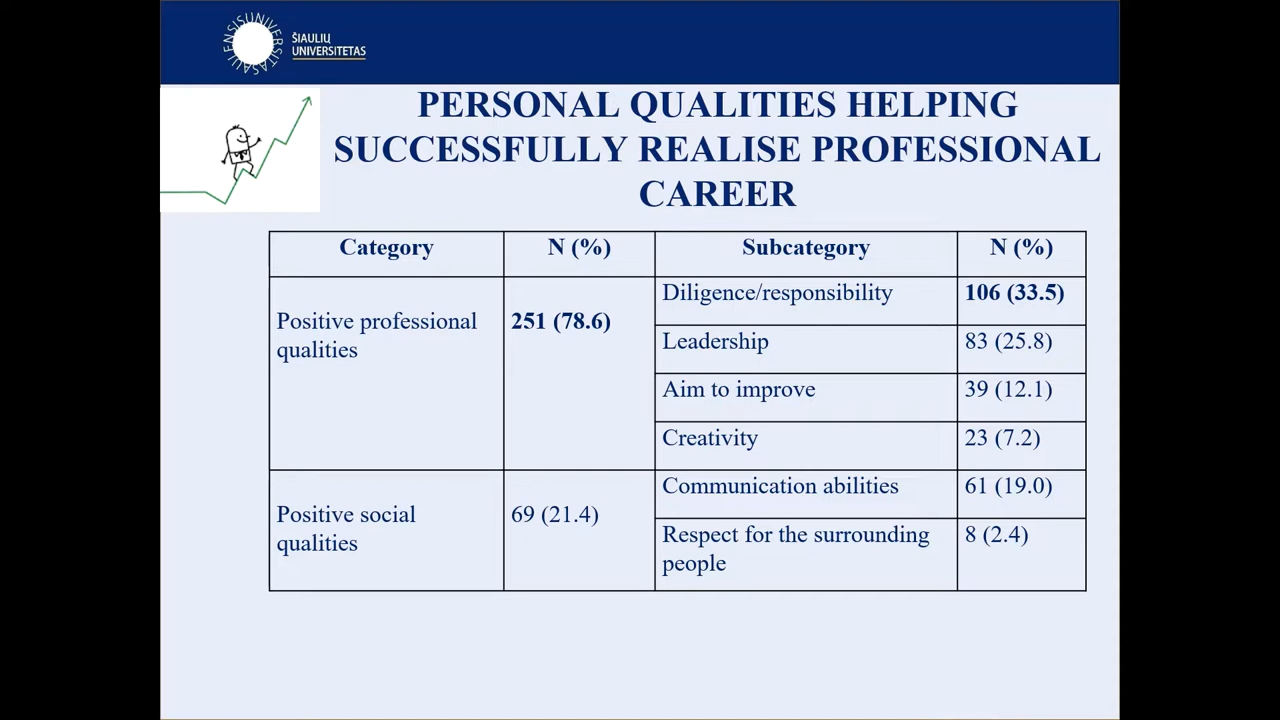 ŠIAULIŲ
UNIVERSITETAS
UNIVERSITAS SAULENSIS
PERSONAL QUALITIES HELPING
SUCCESSFULLY REALISE PROFESSIONAL
CAREER
Category N (%) Subcategory N (%)
Positive professional
qualities
251 (78.6)
Diligence/responsibility 106 (33.5)
Leadership 83 (25.8)
Aim to improve 39 (12.1)
Creativity 23 (7.2)
Positive social
qualities
69 (21.4)
Communication abilities 61 (19.0)
Respect for the surrounding
people
8 (2.4)